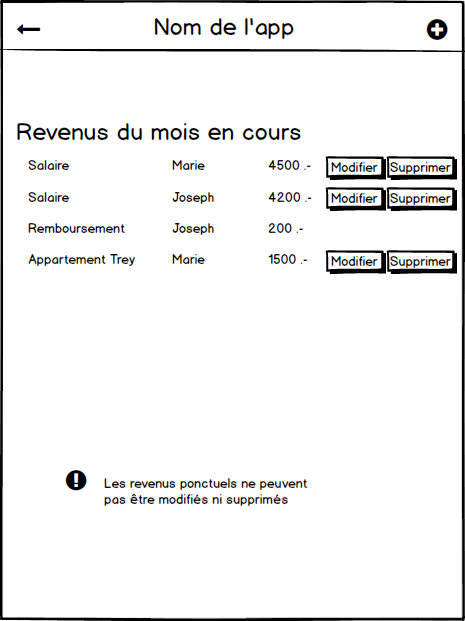 Nom de l'app
Revenus du mois en cours
Salaire Marie 4500 .- Modifier Supprimer
Salaire Joseph 4200 .- Modifier Supprimer
Remboursement Joseph 200 .-
Appartement Trey Marie 1500 .- Modifier Supprimer
Les revenus ponctuels ne peuvent
pas être modifiés ni supprimés